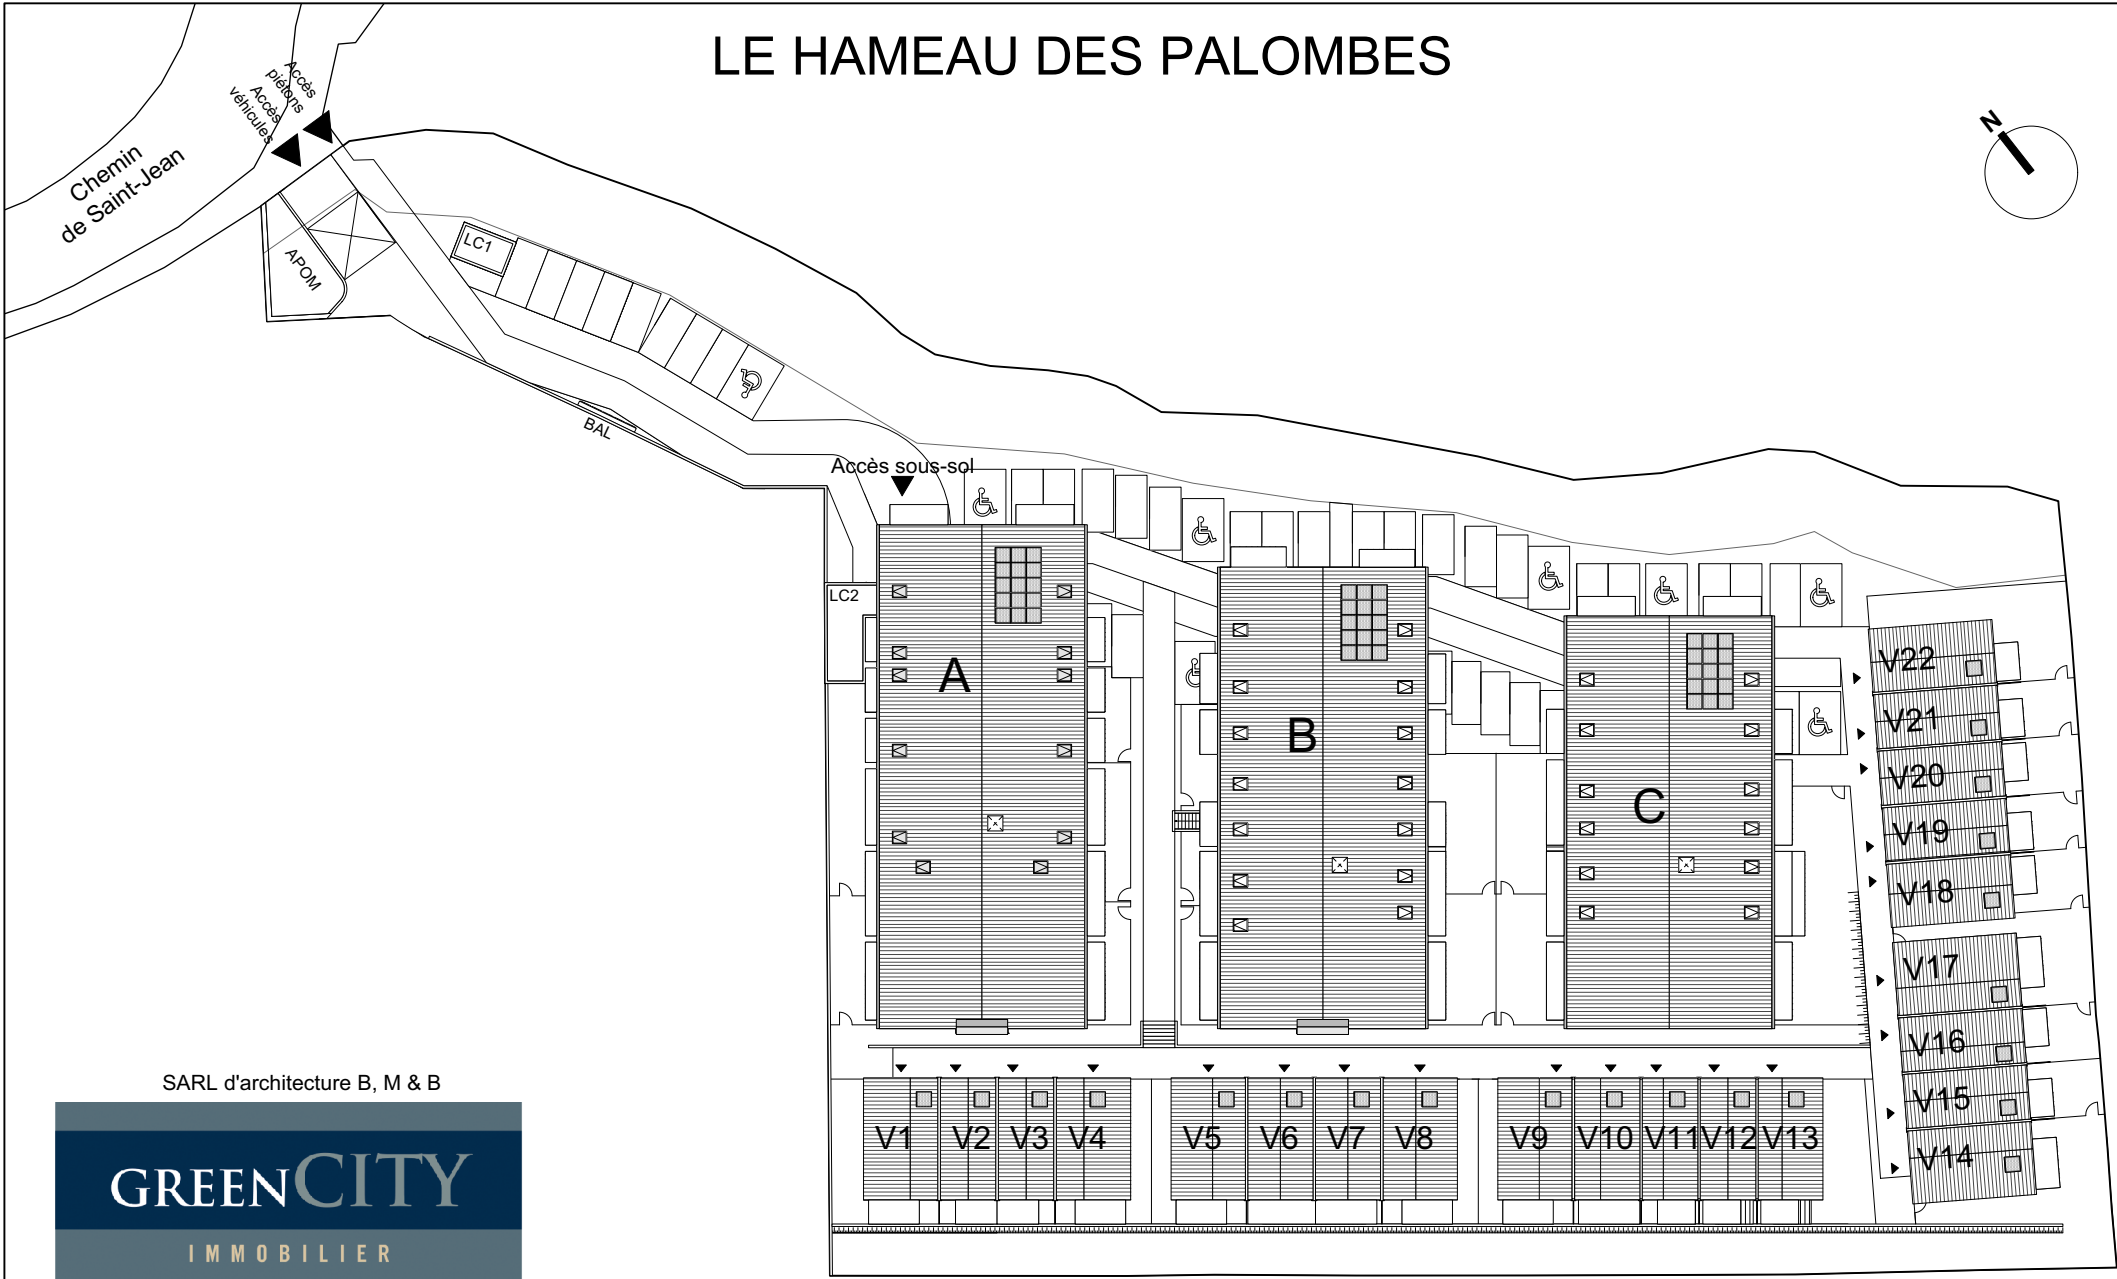 LE HAMEAU DES PALOMBES
Accès
piétons
Accès
véhicules
Chemin
de Saint-Jean
N
LC1
APOM
BAL
Accès sous-sol
LC2
A
B
C
V22
V21
V20
V19
V18
V17
V16
V15
V14
V1 V2 V3 V4 V5 V6 V7 V8 V9 V10 V11 V12 V13
SARL d'architecture B, M & B
GREENCITY
IMMOBILIER